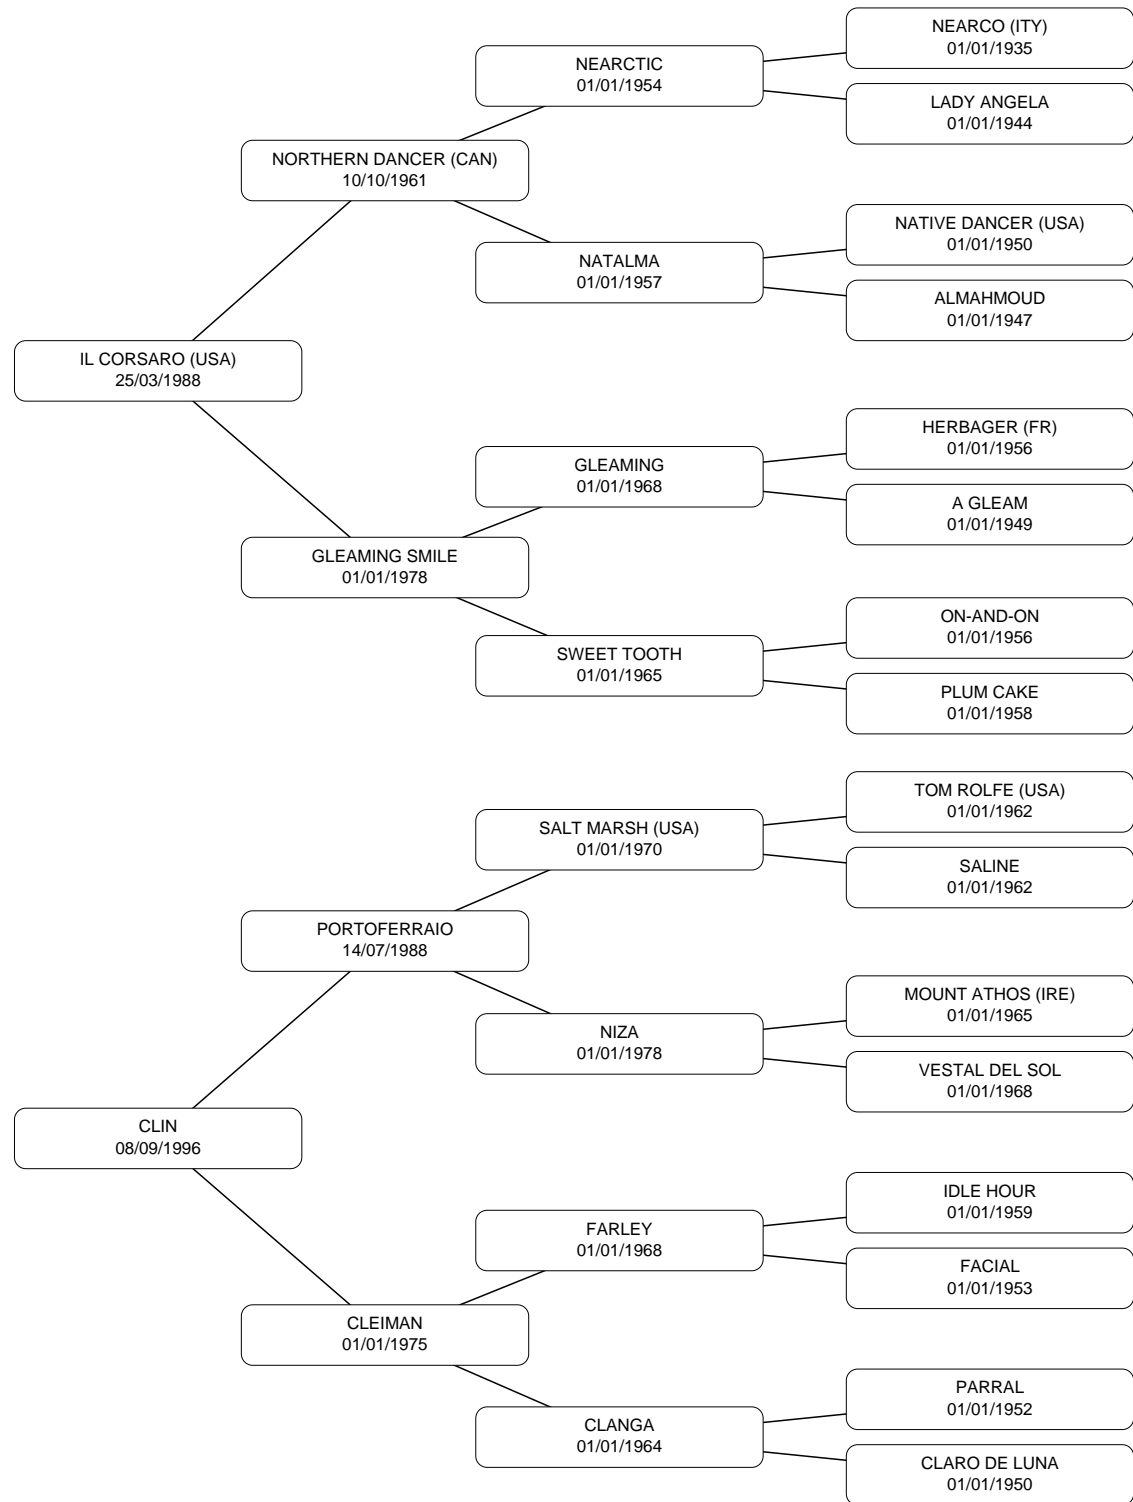 NEARCO (ITY)
01/01/1935
NEARCTIC
01/01/1954
LADY ANGELA
01/01/1944
NORTHERN DANCER (CAN)
10/10/1961
NATIVE DANCER (USA)
01/01/1950
NATALMA
01/01/1957
ALMAHMOUD
01/01/1947
IL CORSARO (USA)
25/03/1988
HERBAGER (FR)
01/01/1956
GLEAMING
01/01/1968
A GLEAM
01/01/1949
GLEAMING SMILE
01/01/1978
ON-AND-ON
01/01/1956
SWEET TOOTH
01/01/1965
PLUM CAKE
01/01/1958
TOM ROLFE (USA)
01/01/1962
SALT MARSH (USA)
01/01/1970
SALINE
01/01/1962
PORTOFERRAIO
14/07/1988
MOUNT ATHOS (IRE)
01/01/1965
NIZA
01/01/1978
VESTAL DEL SOL
01/01/1968
CLIN
08/09/1996
IDLE HOUR
01/01/1959
FARLEY
01/01/1968
FACIAL
01/01/1953
CLEIMAN
01/01/1975
PARRAL
01/01/1952
CLANGA
01/01/1964
CLARO DE LUNA
01/01/1950